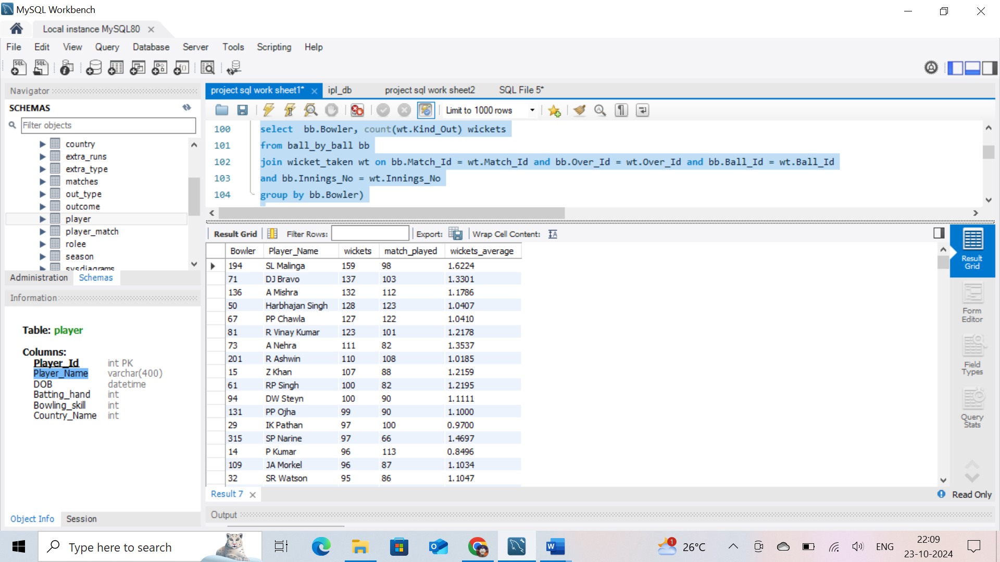 MySQL Workbench
Local instance MySQL80
File Edit View Query Database Server Tools Scripting Help
Navigator
SCHEMAS
Filter objects
country
extra_runs
extra_type
matches
out_type
outcome
player
player_match
rolee
season
sysdiagrams
Administration Schemas
Information
Table: player
Columns:
Player_Id int PK
Player_Name varchar(400)
DOB datetime
Batting_hand int
Bowling_skill int
Country_Name int
Object Info Session
project sql work sheet1* ipl_db project sql work sheet2 SQL File 5*
Limit to 1000 rows
100 select bb.Bowler, count(wt.Kind_Out) wickets
101 from ball_by_ball bb
102 join wicket_taken wt on bb.Match_Id = wt.Match_Id and bb.Over_Id = wt.Over_Id and bb.Ball_Id = wt.Ball_Id
103 and bb.Innings_No = wt.Innings_No
104 group by bb.Bowler)
Result Grid Filter Rows: Export: Wrap Cell Content:
Bowler Player_Name wickets match_played wickets_average
194 SL Malinga 159 98 1.6224
71 DJ Bravo 137 103 1.3301
136 A Mishra 132 112 1.1786
50 Harbhajan Singh 128 123 1.0407
67 PP Chawla 127 122 1.0410
81 R Vinay Kumar 123 101 1.2178
73 A Nehra 111 82 1.3537
201 R Ashwin 110 108 1.0185
15 Z Khan 107 88 1.2159
61 RP Singh 100 82 1.2195
94 DW Steyn 100 90 1.1111
131 PP Ojha 99 90 1.1000
29 IK Pathan 97 100 0.9700
315 SP Narine 97 66 1.4697
14 P Kumar 96 113 0.8496
109 JA Morkel 96 87 1.1034
32 SR Watson 95 86 1.1047
Result 7
Output
Result
Grid
Form
Editor
Field
Types
Query
Stats
Read Only
Type here to search
1
26°C
ENG
22:09
23-10-2024